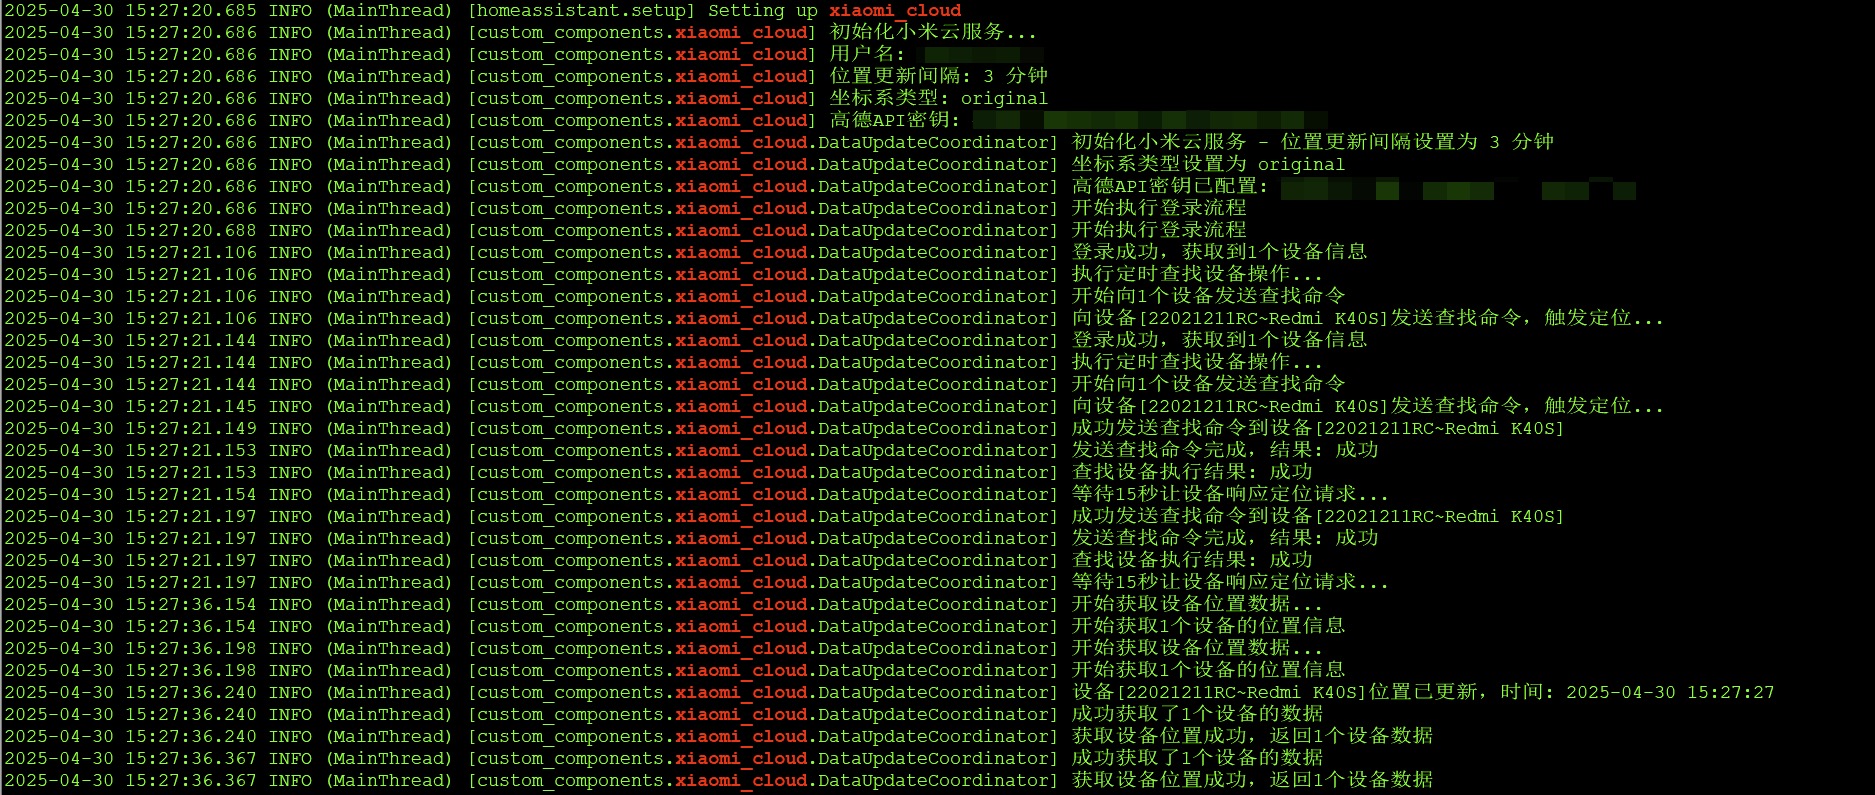 2025-04-30 15:27:20.685 INFO (MainThread) [homeassistant.setup] Setting up xiaomi_cloud
2025-04-30 15:27:20.686 INFO (MainThread) [custom_components.xiaomi_cloud] 初始化小米云服务...
2025-04-30 15:27:20.686 INFO (MainThread) [custom_components.xiaomi_cloud] 用户名:
2025-04-30 15:27:20.686 INFO (MainThread) [custom_components.xiaomi_cloud] 位置更新间隔: 3 分钟
2025-04-30 15:27:20.686 INFO (MainThread) [custom_components.xiaomi_cloud] 坐标系类型: original
2025-04-30 15:27:20.686 INFO (MainThread) [custom_components.xiaomi_cloud] 高德API密钥:
2025-04-30 15:27:20.686 INFO (MainThread) [custom_components.xiaomi_cloud.DataUpdateCoordinator] 初始化小米云服务 - 位置更新间隔设置为 3 分钟
2025-04-30 15:27:20.686 INFO (MainThread) [custom_components.xiaomi_cloud.DataUpdateCoordinator] 坐标系类型设置为 original
2025-04-30 15:27:20.686 INFO (MainThread) [custom_components.xiaomi_cloud.DataUpdateCoordinator] 高德API密钥已配置:
2025-04-30 15:27:20.686 INFO (MainThread) [custom_components.xiaomi_cloud.DataUpdateCoordinator] 开始执行登录流程
2025-04-30 15:27:20.688 INFO (MainThread) [custom_components.xiaomi_cloud.DataUpdateCoordinator] 开始执行登录流程
2025-04-30 15:27:21.106 INFO (MainThread) [custom_components.xiaomi_cloud.DataUpdateCoordinator] 登录成功，获取到1个设备信息
2025-04-30 15:27:21.106 INFO (MainThread) [custom_components.xiaomi_cloud.DataUpdateCoordinator] 执行定时查找设备操作...
2025-04-30 15:27:21.106 INFO (MainThread) [custom_components.xiaomi_cloud.DataUpdateCoordinator] 开始向1个设备发送查找命令
2025-04-30 15:27:21.106 INFO (MainThread) [custom_components.xiaomi_cloud.DataUpdateCoordinator] 向设备[22021211RC~Redmi K40S]发送查找命令，触发定位...
2025-04-30 15:27:21.144 INFO (MainThread) [custom_components.xiaomi_cloud.DataUpdateCoordinator] 登录成功，获取到1个设备信息
2025-04-30 15:27:21.144 INFO (MainThread) [custom_components.xiaomi_cloud.DataUpdateCoordinator] 执行定时查找设备操作...
2025-04-30 15:27:21.144 INFO (MainThread) [custom_components.xiaomi_cloud.DataUpdateCoordinator] 开始向1个设备发送查找命令
2025-04-30 15:27:21.145 INFO (MainThread) [custom_components.xiaomi_cloud.DataUpdateCoordinator] 向设备[22021211RC~Redmi K40S]发送查找命令，触发定位...
2025-04-30 15:27:21.149 INFO (MainThread) [custom_components.xiaomi_cloud.DataUpdateCoordinator] 成功发送查找命令到设备[22021211RC~Redmi K40S]
2025-04-30 15:27:21.153 INFO (MainThread) [custom_components.xiaomi_cloud.DataUpdateCoordinator] 发送查找命令完成，结果: 成功
2025-04-30 15:27:21.153 INFO (MainThread) [custom_components.xiaomi_cloud.DataUpdateCoordinator] 查找设备执行结果: 成功
2025-04-30 15:27:21.154 INFO (MainThread) [custom_components.xiaomi_cloud.DataUpdateCoordinator] 等待15秒让设备响应定位请求...
2025-04-30 15:27:21.197 INFO (MainThread) [custom_components.xiaomi_cloud.DataUpdateCoordinator] 成功发送查找命令到设备[22021211RC~Redmi K40S]
2025-04-30 15:27:21.197 INFO (MainThread) [custom_components.xiaomi_cloud.DataUpdateCoordinator] 发送查找命令完成，结果: 成功
2025-04-30 15:27:21.197 INFO (MainThread) [custom_components.xiaomi_cloud.DataUpdateCoordinator] 查找设备执行结果: 成功
2025-04-30 15:27:21.197 INFO (MainThread) [custom_components.xiaomi_cloud.DataUpdateCoordinator] 等待15秒让设备响应定位请求...
2025-04-30 15:27:36.154 INFO (MainThread) [custom_components.xiaomi_cloud.DataUpdateCoordinator] 开始获取设备位置数据...
2025-04-30 15:27:36.154 INFO (MainThread) [custom_components.xiaomi_cloud.DataUpdateCoordinator] 开始获取1个设备的位置信息
2025-04-30 15:27:36.198 INFO (MainThread) [custom_components.xiaomi_cloud.DataUpdateCoordinator] 开始获取设备位置数据...
2025-04-30 15:27:36.198 INFO (MainThread) [custom_components.xiaomi_cloud.DataUpdateCoordinator] 开始获取1个设备的位置信息
2025-04-30 15:27:36.240 INFO (MainThread) [custom_components.xiaomi_cloud.DataUpdateCoordinator] 设备[22021211RC~Redmi K40S]位置已更新，时间: 2025-04-30 15:27:27
2025-04-30 15:27:36.240 INFO (MainThread) [custom_components.xiaomi_cloud.DataUpdateCoordinator] 成功获取了1个设备的数据
2025-04-30 15:27:36.240 INFO (MainThread) [custom_components.xiaomi_cloud.DataUpdateCoordinator] 获取设备位置成功，返回1个设备数据
2025-04-30 15:27:36.367 INFO (MainThread) [custom_components.xiaomi_cloud.DataUpdateCoordinator] 成功获取了1个设备的数据
2025-04-30 15:27:36.367 INFO (MainThread) [custom_components.xiaomi_cloud.DataUpdateCoordinator] 获取设备位置成功，返回1个设备数据